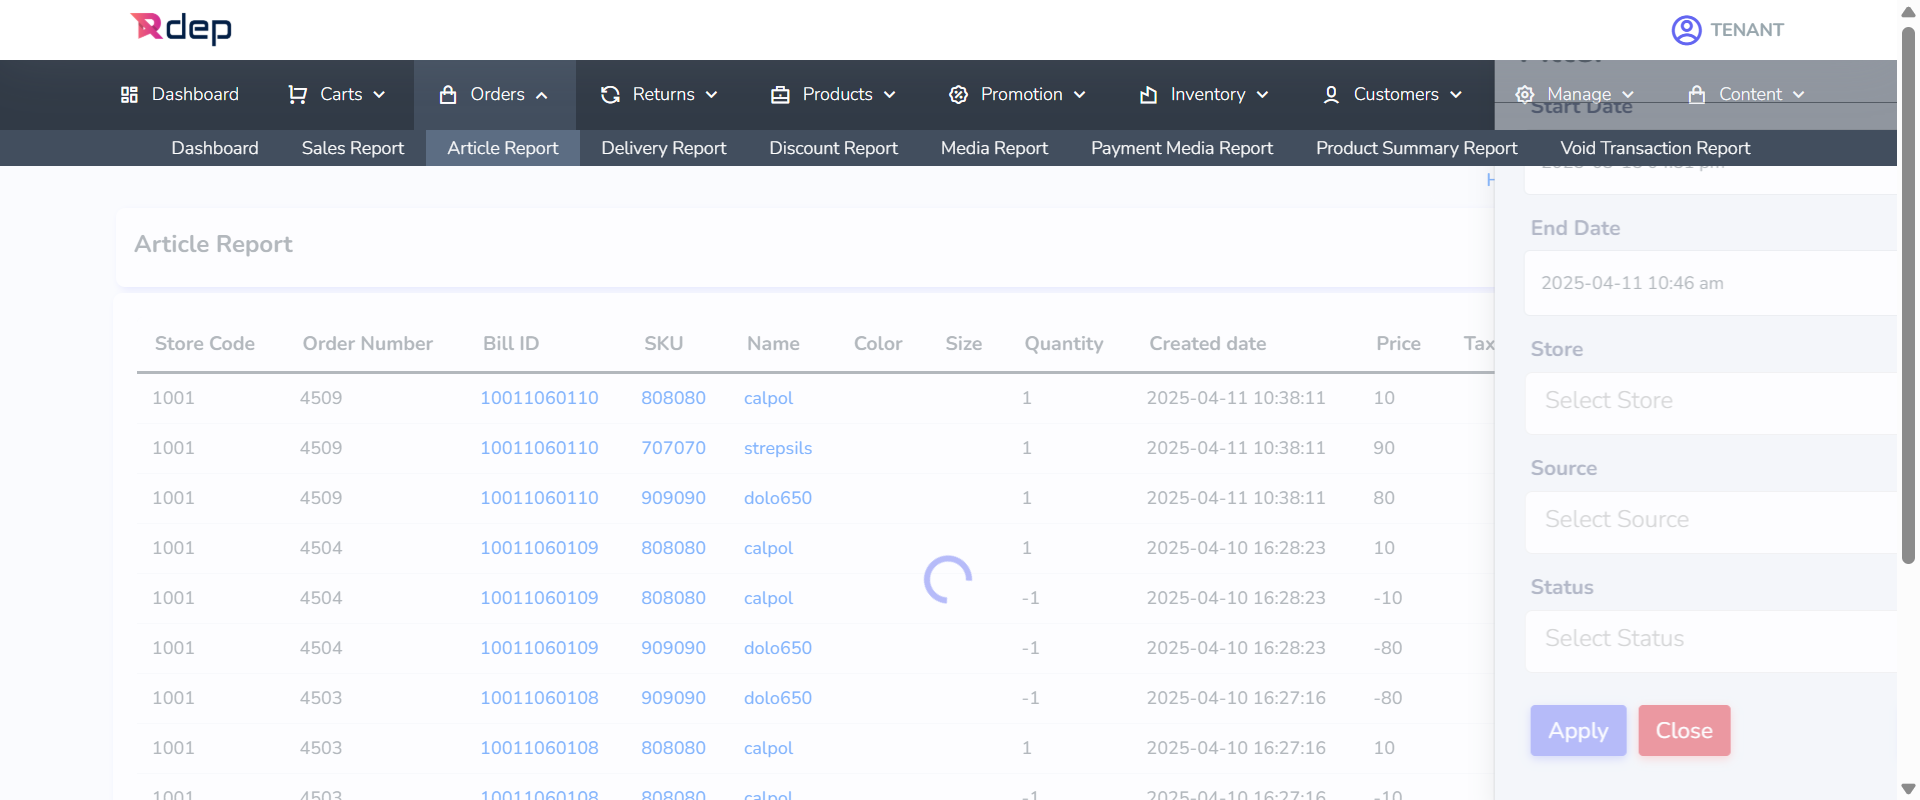 Rdep
TENANT
Dashboard Carts Orders Returns Products Promotion Inventory Customers Manage Content
Start Date
Dashboard Sales Report Article Report Delivery Report Discount Report Media Report Payment Media Report Product Summary Report Void Transaction Report
H
Article Report
Store Code Order Number Bill ID SKU Name Color Size Quantity Created date Price Tax
1001 4509 10011060110 808080 calpol 1 2025-04-11 10:38:11 10
1001 4509 10011060110 707070 strepsils 1 2025-04-11 10:38:11 90
1001 4509 10011060110 909090 dolo650 1 2025-04-11 10:38:11 80
1001 4504 10011060109 808080 calpol 1 2025-04-10 16:28:23 10
1001 4504 10011060109 808080 calpol -1 2025-04-10 16:28:23 -10
1001 4504 10011060109 909090 dolo650 -1 2025-04-10 16:28:23 -80
1001 4503 10011060108 909090 dolo650 -1 2025-04-10 16:27:16 -80
1001 4503 10011060108 808080 calpol 1 2025-04-10 16:27:16 10
1001 4503 10011060108 808080 calpol -1 2025-04-10 16:27:16 -10
End Date
2025-04-11 10:46 am
Store
Select Store
Source
Select Source
Status
Select Status
Apply Close